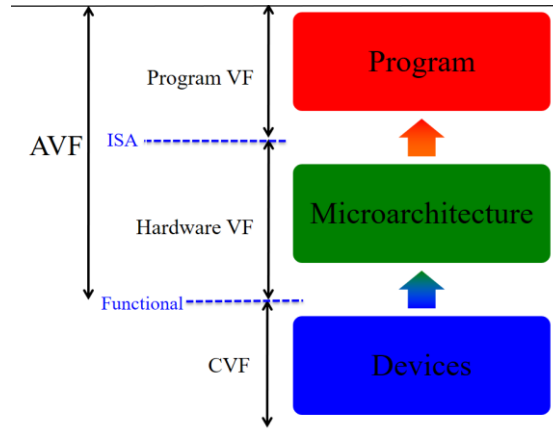 Program
Program VF
ISA
AVF
Microarchitecture
Hardware VF
Functional
CVF
Devices